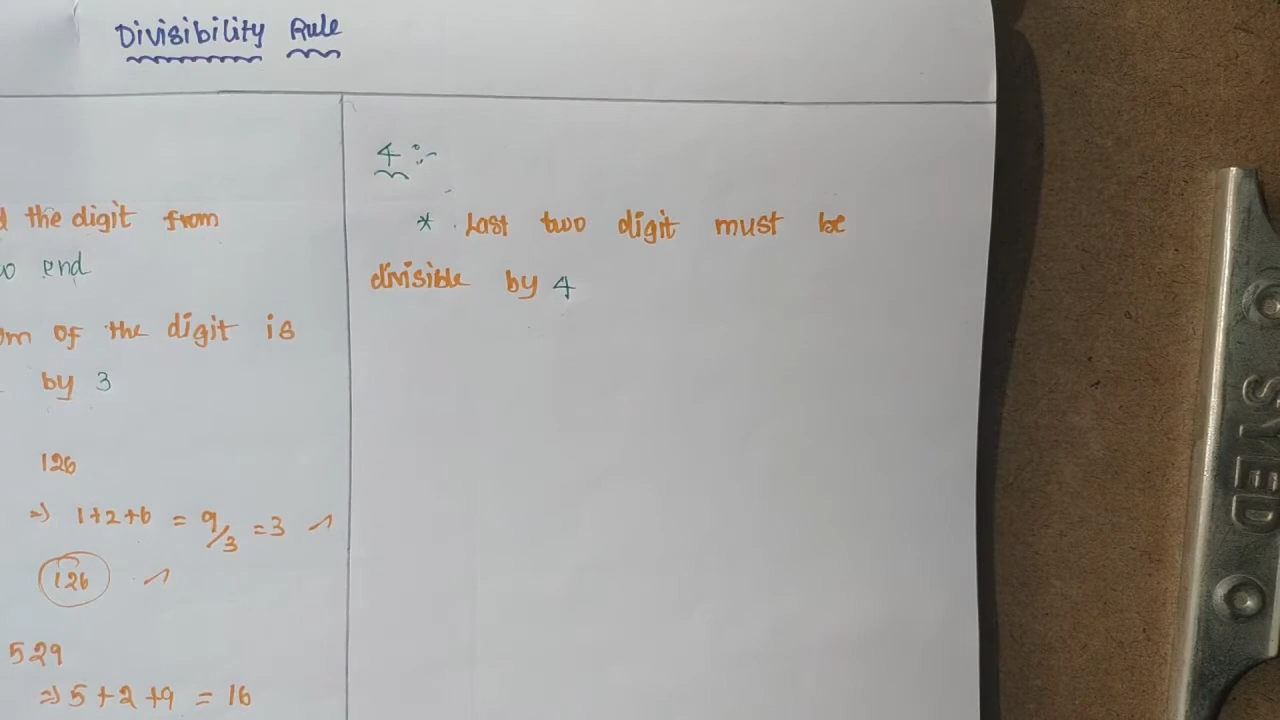 Divisibility Rule
the digit from
end
of the digit is
by 3
126
⇒ 1+2+6 = 9/3 = 3 ✓
126 ✓
529
⇒ 5+2+9 = 16
4 :-
* Last two digit must be
divisible by 4
SYED